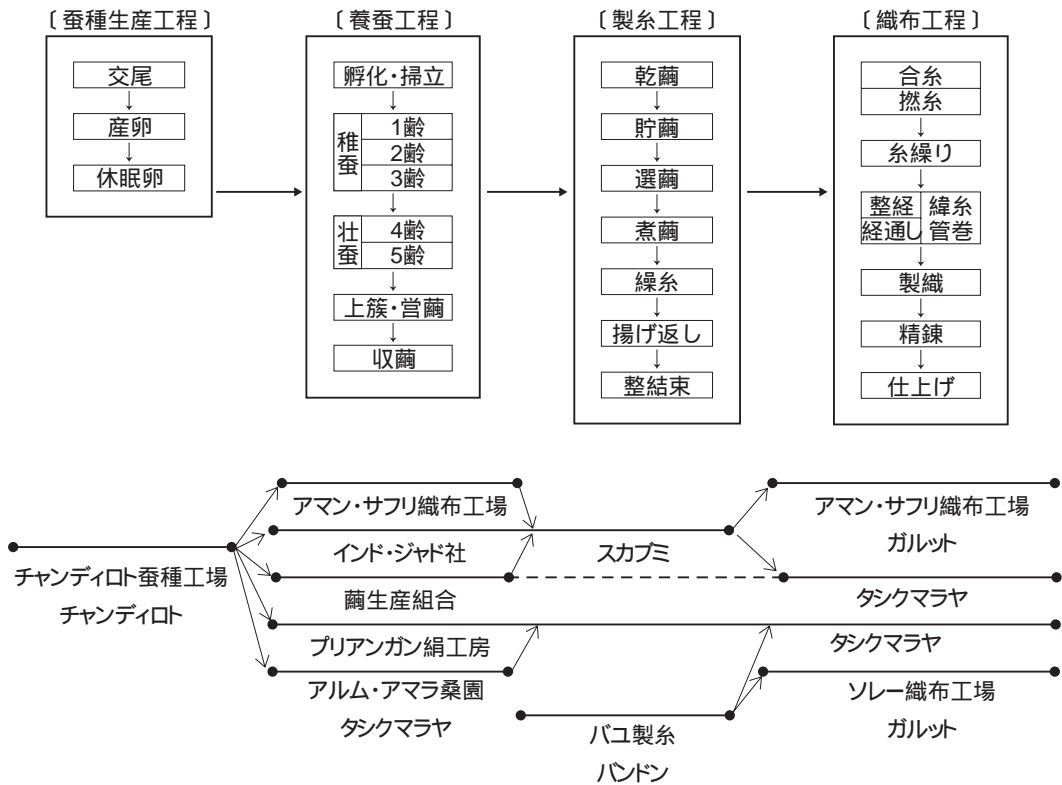 〔蚕種生産工程〕
交尾
産卵
休眠卵
〔養蚕工程〕
孵化・掃立
稚蚕
1齢
2齢
3齢
壮蚕
4齢
5齢
上簇・営繭
収繭
〔製糸工程〕
乾繭
貯繭
選繭
煮繭
繰糸
揚げ返し
整結束
〔織布工程〕
合糸
撚糸
糸繰り
整経
経通し
緯糸
管巻
製織
精錬
仕上げ
チャンディロト蚕種工場
チャンディロト
アマン・サフリ織布工場
インド・ジャド社
繭生産組合
プリアンガン絹工房
アルム・アマラ桑園
タシクマラヤ
スカブミ
バユ製糸
バンドン
アマン・サフリ織布工場
ガルット
タシクマラヤ
タシクマラヤ
ソレー織布工場
ガルット